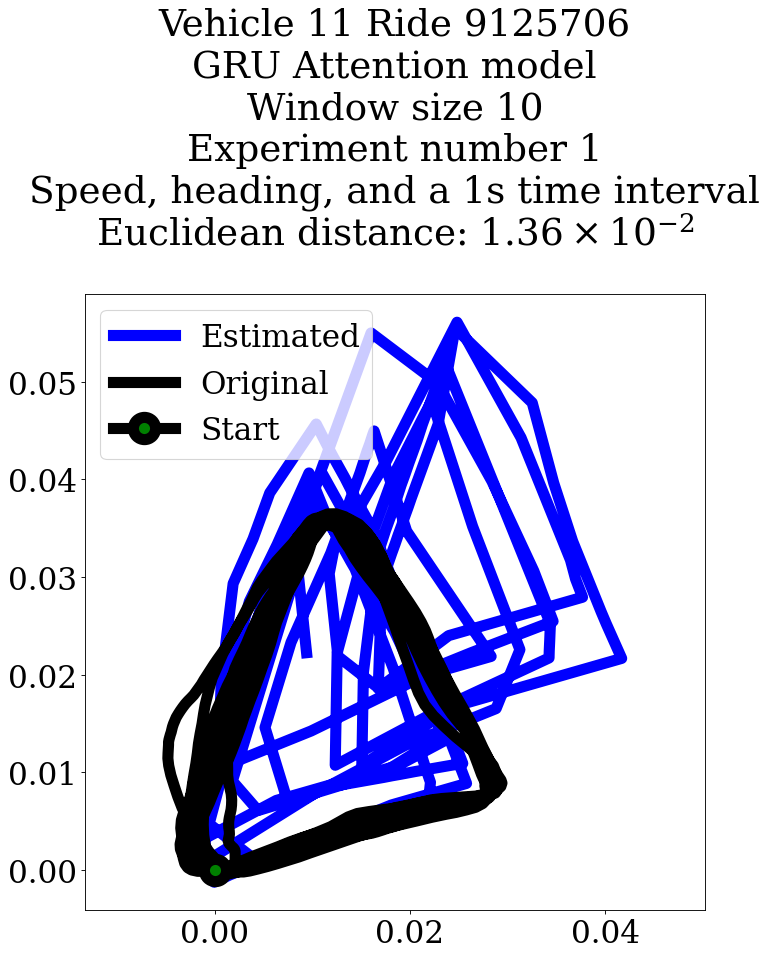 Vehicle 11 Ride 9125706
GRU Attention model
Window size 10
Experiment number 1
Speed, heading, and a 1s time interval
Euclidean distance: 1.36 × 10⁻²
Estimated
Original
Start
0.05
0.04
0.03
0.02
0.01
0.00
0.00 0.02 0.04